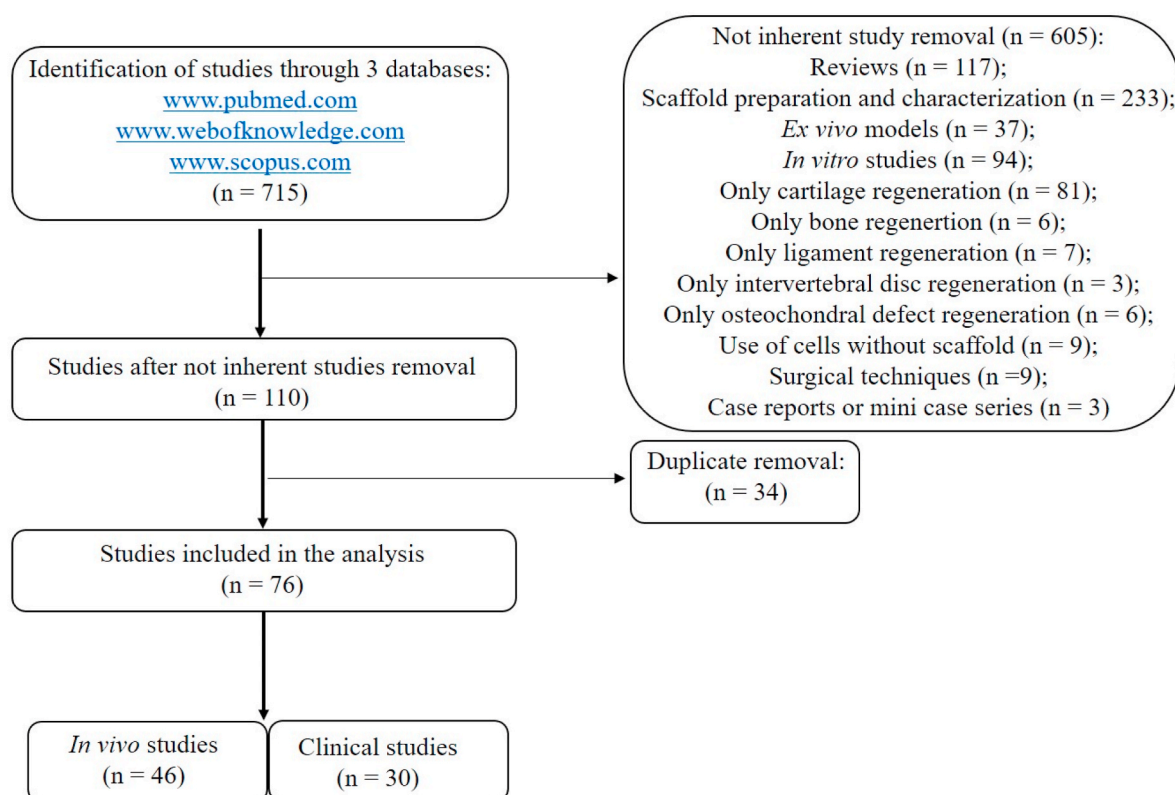 Identification of studies through 3 databases:
www.pubmed.com
www.webofknowledge.com
www.scopus.com
(n = 715)
Not inherent study removal (n = 605):
Reviews (n = 117);
Scaffold preparation and characterization (n = 233);
Ex vivo models (n = 37);
In vitro studies (n = 94);
Only cartilage regeneration (n = 81);
Only bone regenertion (n = 6);
Only ligament regeneration (n = 7);
Only intervertebral disc regeneration (n = 3);
Only osteochondral defect regeneration (n = 6);
Use of cells without scaffold (n = 9);
Surgical techniques (n =9);
Case reports or mini case series (n = 3)
Studies after not inherent studies removal
(n = 110)
Duplicate removal:
(n = 34)
Studies included in the analysis
(n = 76)
In vivo studies
(n = 46)
Clinical studies
(n = 30)